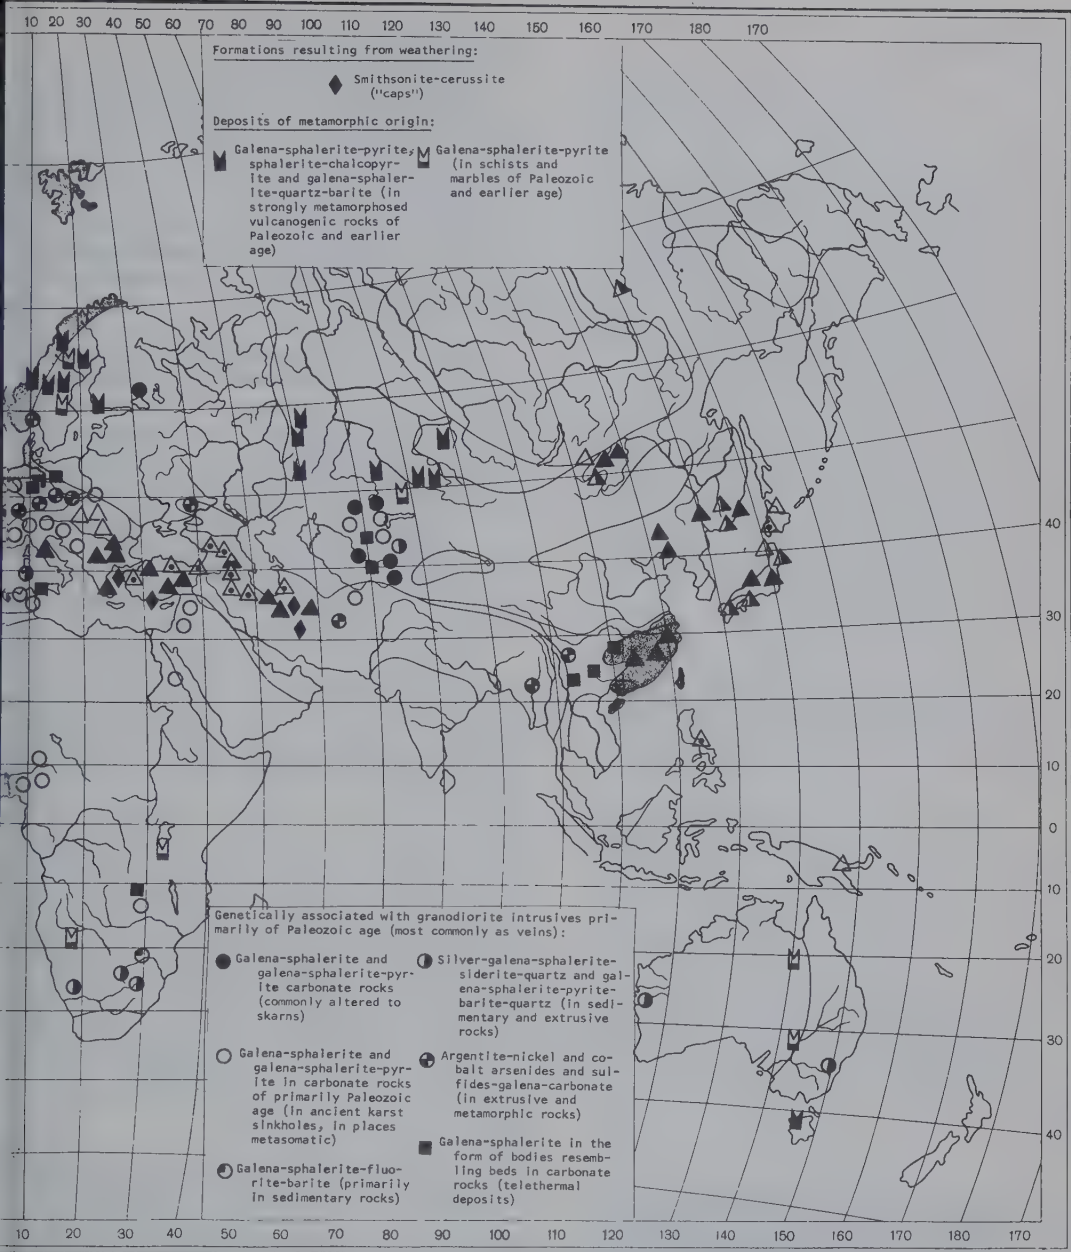 10 20 30 40 50 60 70 80 90 100 110 120 130 140 150 160 170 180 170
Formations resulting from weathering:
Smithsonite-cerussite
("caps")
Deposits of metamorphic origin:
Galena-sphalerite-pyrite,
sphalerite-chalcopyr-
ite and galena-sphaler-
ite-quartz-barite (in
strongly metamorphosed
vulcanogenic rocks of
Paleozoic and earlier
age)
Galena-sphalerite-pyrite
(in schists and
marbles of Paleozoic
and earlier age)
40
30
20
10
0
10
20
30
40
Genetically associated with granodiorite intrusives pri-
marily of Paleozoic age (most commonly as veins):
Galena-sphalerite and
galena-sphalerite-pyr-
ite carbonate rocks
(commonly altered to
skarns)
Galena-sphalerite and
galena-sphalerite-pyr-
ite in carbonate rocks
of primarily Paleozoic
age (in ancient karst
sinkholes, in places
metasomatic)
Galena-sphalerite-fluo-
rite-barite (primarily
in sedimentary rocks)
Silver-galena-sphalerite-
siderite-quartz and gal-
ena-sphalerite-pyrite-
barite-quartz (in sedi-
mentary and extrusive
rocks)
Argentite-nickel and co-
balt arsenides and sul-
fides-galena-carbonate
(in extrusive and
metamorphic rocks)
Galena-sphalerite in the
form of bodies resemb-
ling beds in carbonate
rocks (telethermal
deposits)
10 20 30 40 50 60 70 80 90 100 110 120 130 140 150 160 170 180 170